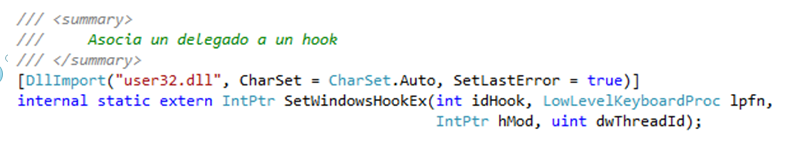 /// <summary>
///     Asocia un delegado a un hook
/// </summary>
[DllImport("user32.dll", CharSet = CharSet.Auto, SetLastError = true)]
internal static extern IntPtr SetWindowsHookEx(int idHook, LowLevelKeyboardProc lpfn,
                                               IntPtr hMod, uint dwThreadId);